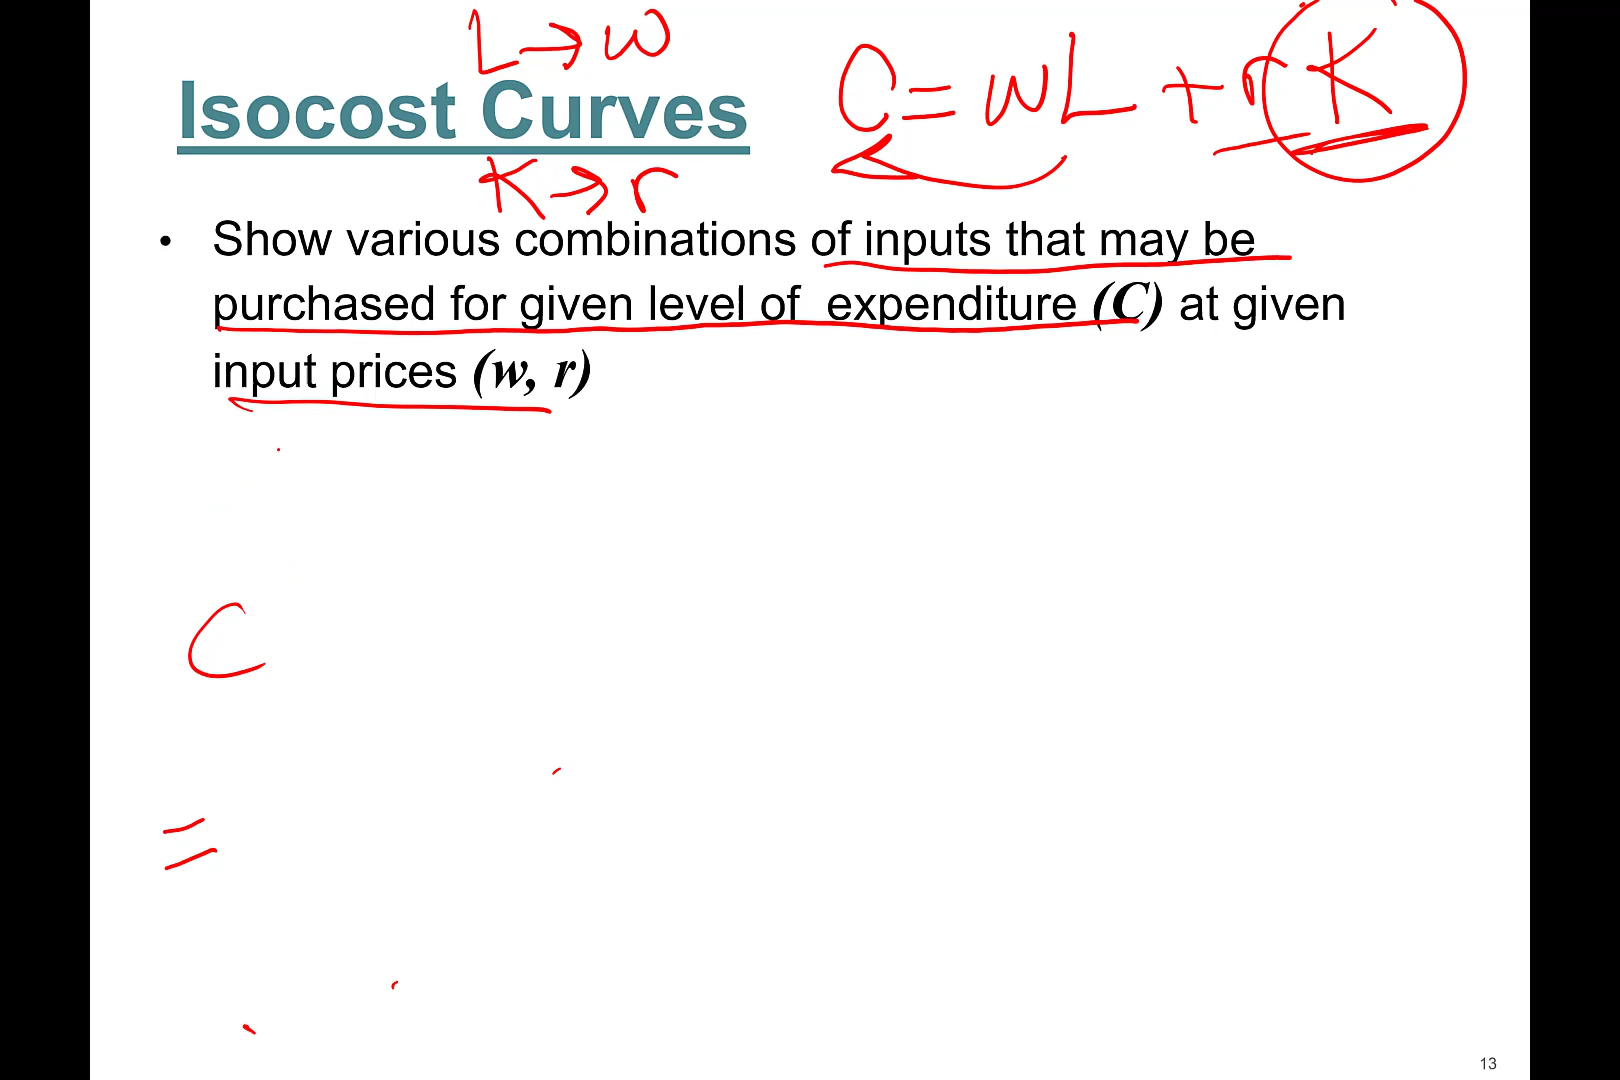 L → w
C = wL + rK
Isocost Curves
K → r
• Show various combinations of inputs that may be
purchased for given level of expenditure (C) at given
input prices (w, r)
C
=
13